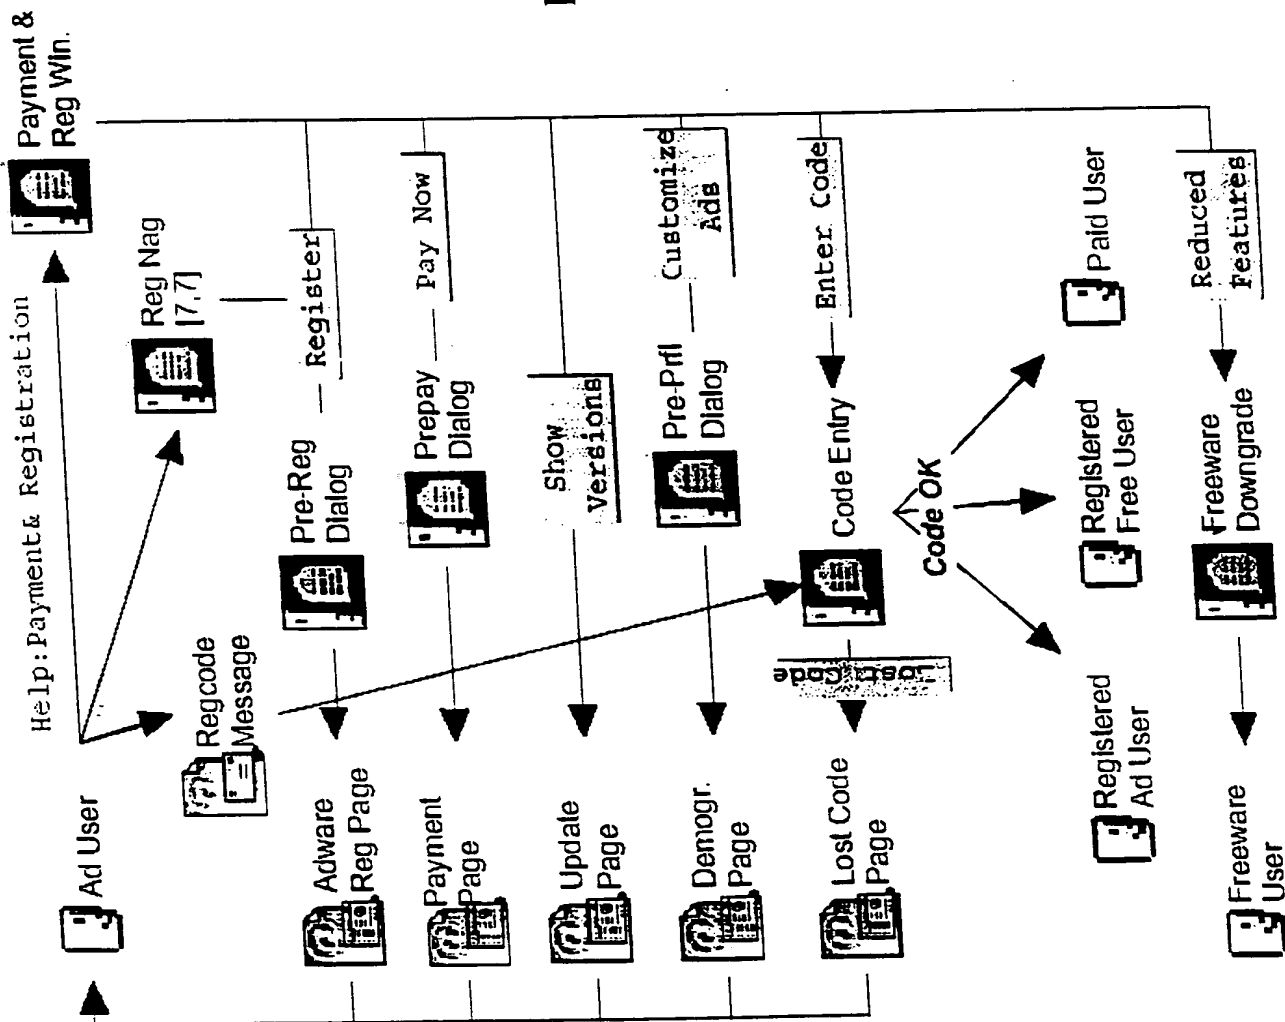 Payment &
Reg Win.
Help:Payment& Registration
Ad User
Reg Nag
[7,7]
Regcode
Message
Register
Pre-Reg
Dialog
Adware
Reg Page
Pay Now
Prepay
Dialog
Payment
Page
Show
Versions
Update
Page
Customize
Ads
Pre-Prfl
Dialog
Demogr.
Page
Enter Code
Code Entry
Lost Code
Lost Code
Page
Code OK
Paid User
Registered
Free User
Registered
Ad User
Reduced
Features
Freeware
Downgrade
Freeware
User